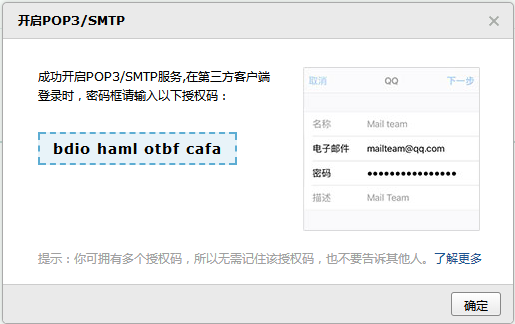 开启POP3/SMTP
成功开启POP3/SMTP服务,在第三方客户端
登录时，密码框请输入以下授权码：
bdio haml otbf cafa
取消 QQ 下一步
名称 Mail team
电子邮件 mailteam@qq.com
密码 ●●●●●●●●●●●●●●●●
描述 Mail Team
提示：你可拥有多个授权码，所以无需记住该授权码，也不要告诉其他人。了解更多
确定